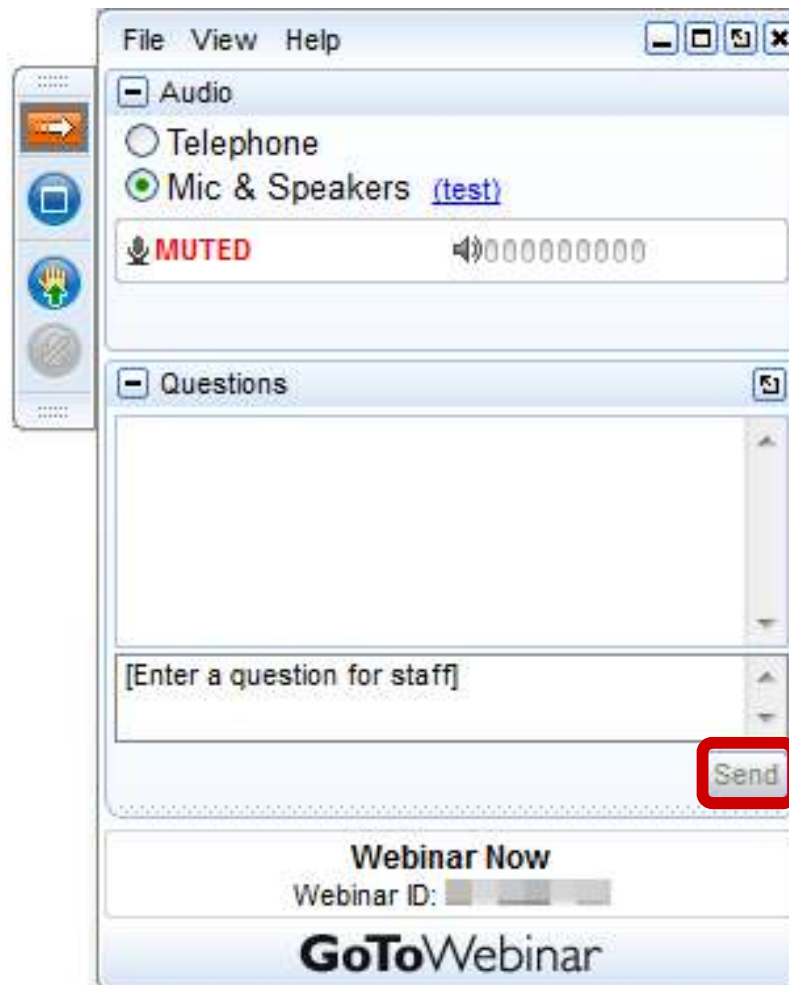 File View Help
Audio
Telephone
Mic & Speakers (test)
MUTED
Questions
[Enter a question for staff]
Send
Webinar Now
Webinar ID:
GoToWebinar